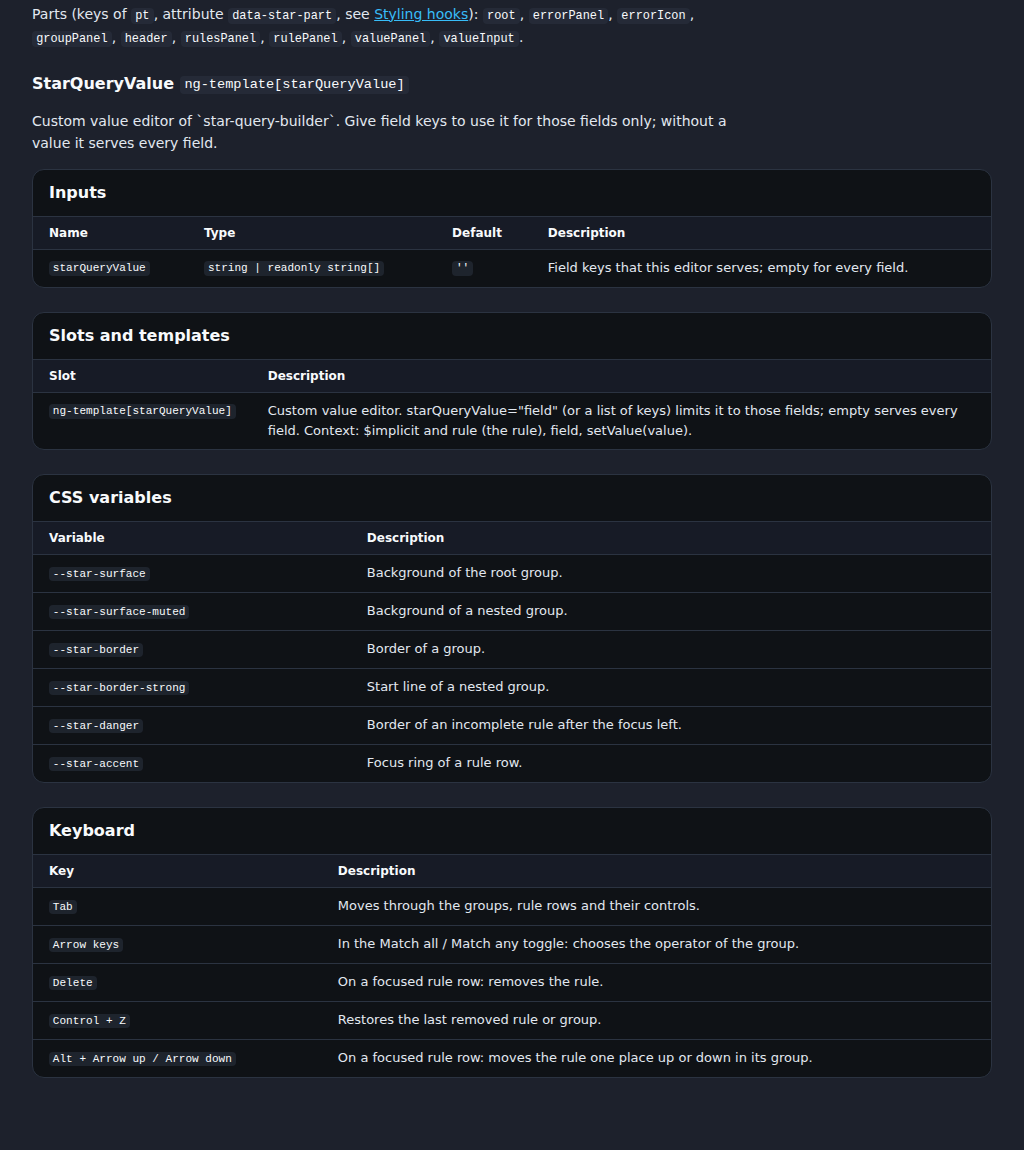 Parts (keys of pt, attribute data-star-part, see Styling hooks): root, errorPanel, errorIcon,
groupPanel, header, rulesPanel, rulePanel, valuePanel, valueInput.
StarQueryValue ng-template[starQueryValue]
Custom value editor of `star-query-builder`. Give field keys to use it for those fields only; without a
value it serves every field.
Inputs
Name Type Default Description
starQueryValue string | readonly string[] '' Field keys that this editor serves; empty for every field.
Slots and templates
Slot Description
ng-template[starQueryValue] Custom value editor. starQueryValue="field" (or a list of keys) limits it to those fields; empty serves every
field. Context: $implicit and rule (the rule), field, setValue(value).
CSS variables
Variable Description
--star-surface Background of the root group.
--star-surface-muted Background of a nested group.
--star-border Border of a group.
--star-border-strong Start line of a nested group.
--star-danger Border of an incomplete rule after the focus left.
--star-accent Focus ring of a rule row.
Keyboard
Key Description
Tab Moves through the groups, rule rows and their controls.
Arrow keys In the Match all / Match any toggle: chooses the operator of the group.
Delete On a focused rule row: removes the rule.
Control + Z Restores the last removed rule or group.
Alt + Arrow up / Arrow down On a focused rule row: moves the rule one place up or down in its group.